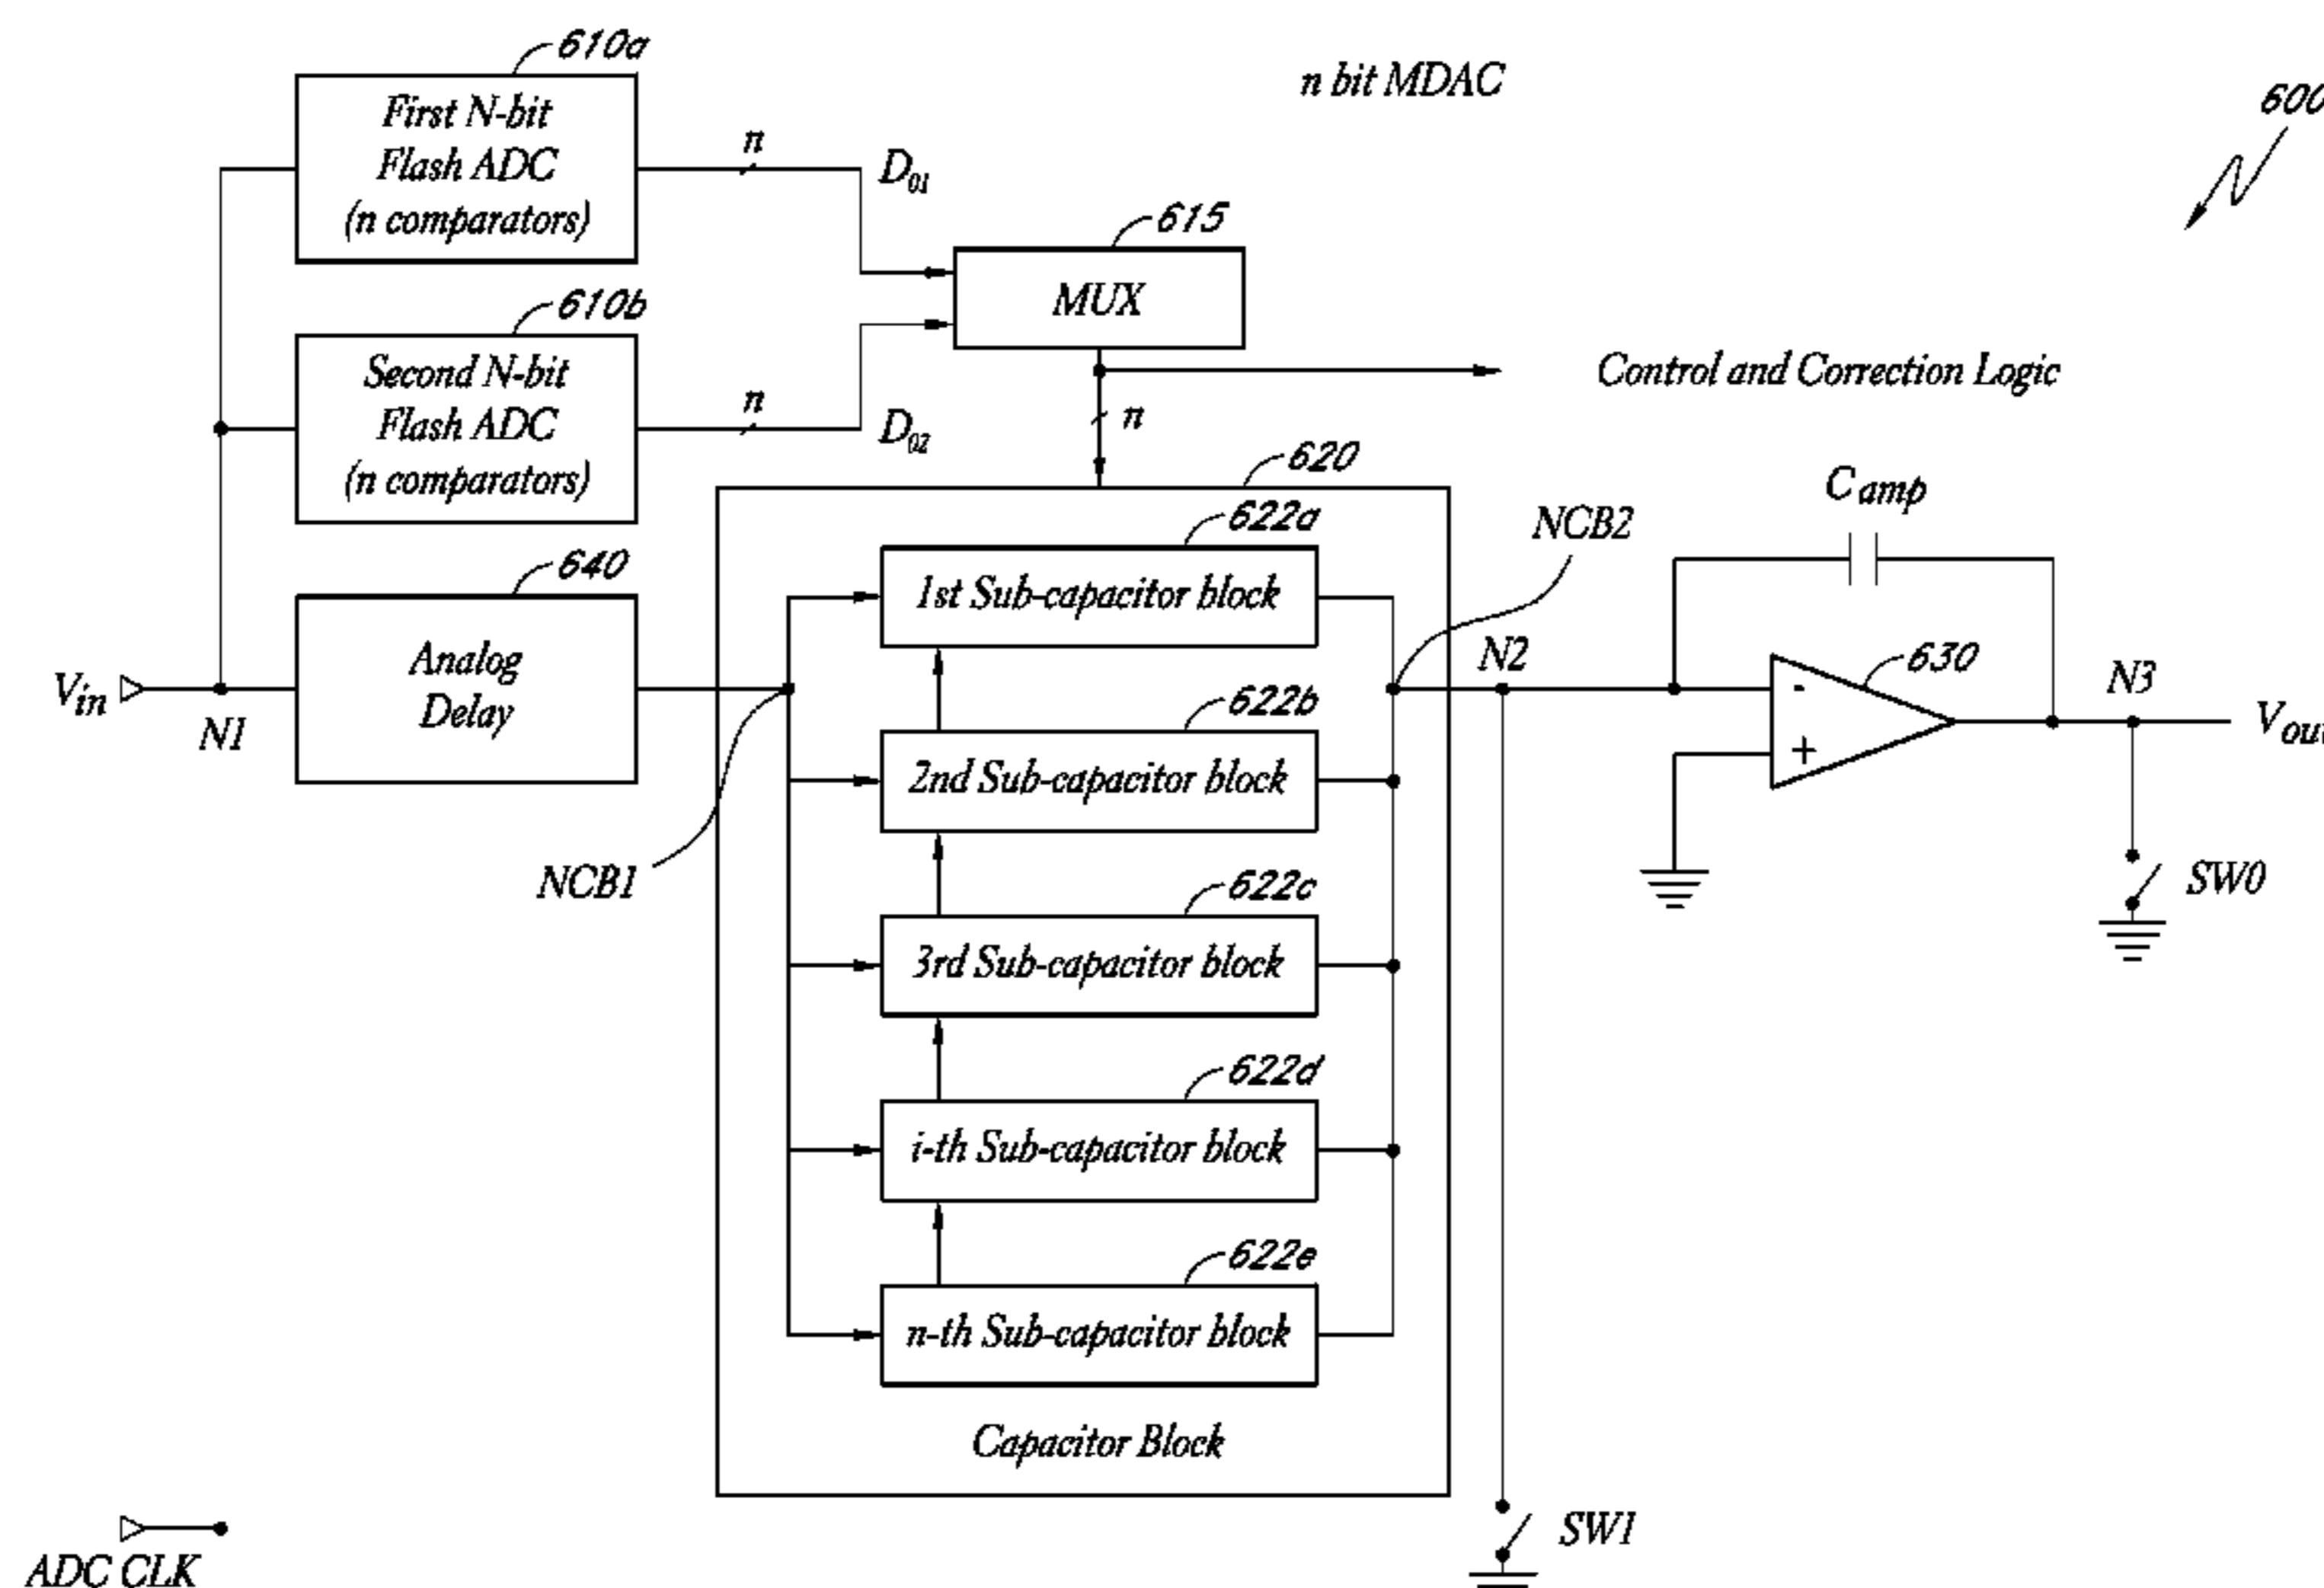 610a
n bit MDAC
600
First N-bit
Flash ADC
(n comparators)
n
D01
615
MUX
610b
Second N-bit
Flash ADC
(n comparators)
n
D02
Control and Correction Logic
n
620
Camp
622a
NCB2
640
1st Sub-capacitor block
Analog
Delay
Vin
N1
N2
630
N3
Vout
622b
2nd Sub-capacitor block
-
+
NCB1
622c
SW0
3rd Sub-capacitor block
622d
i-th Sub-capacitor block
622e
n-th Sub-capacitor block
Capacitor Block
SW1
ADC CLK